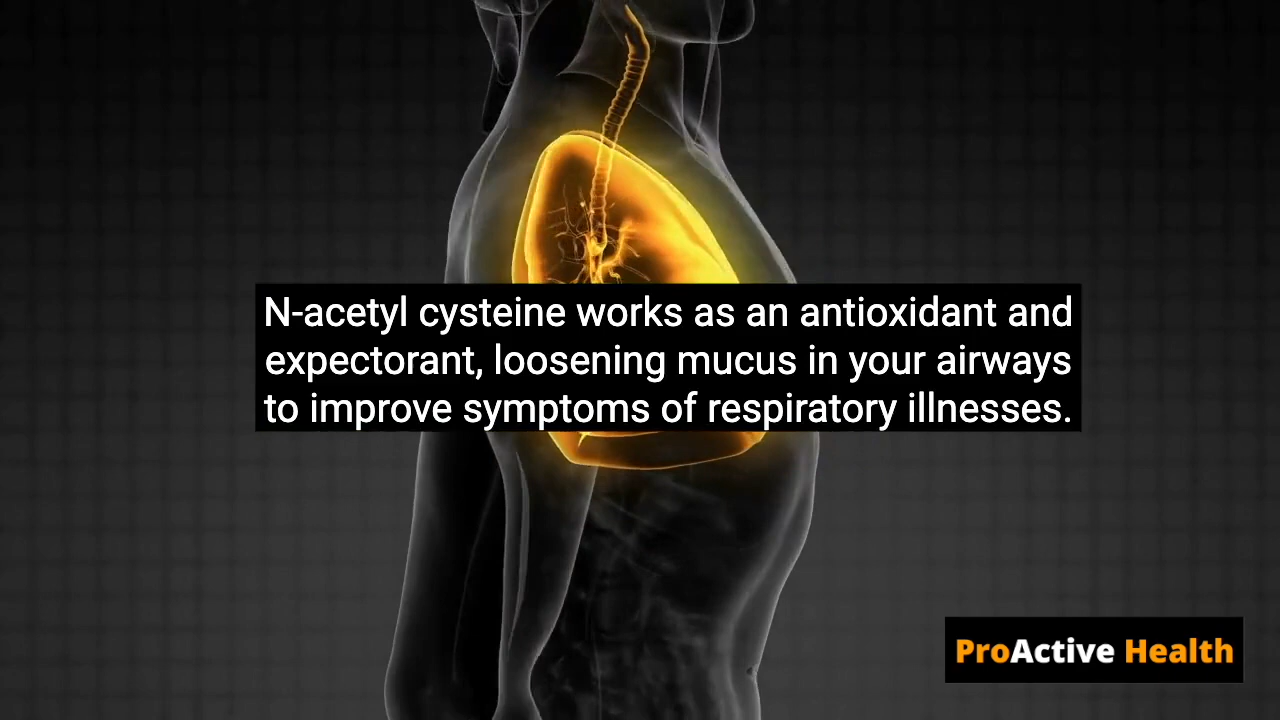 N-acetyl cysteine works as an antioxidant and
expectorant, loosening mucus in your airways
to improve symptoms of respiratory illnesses.
ProActive Health